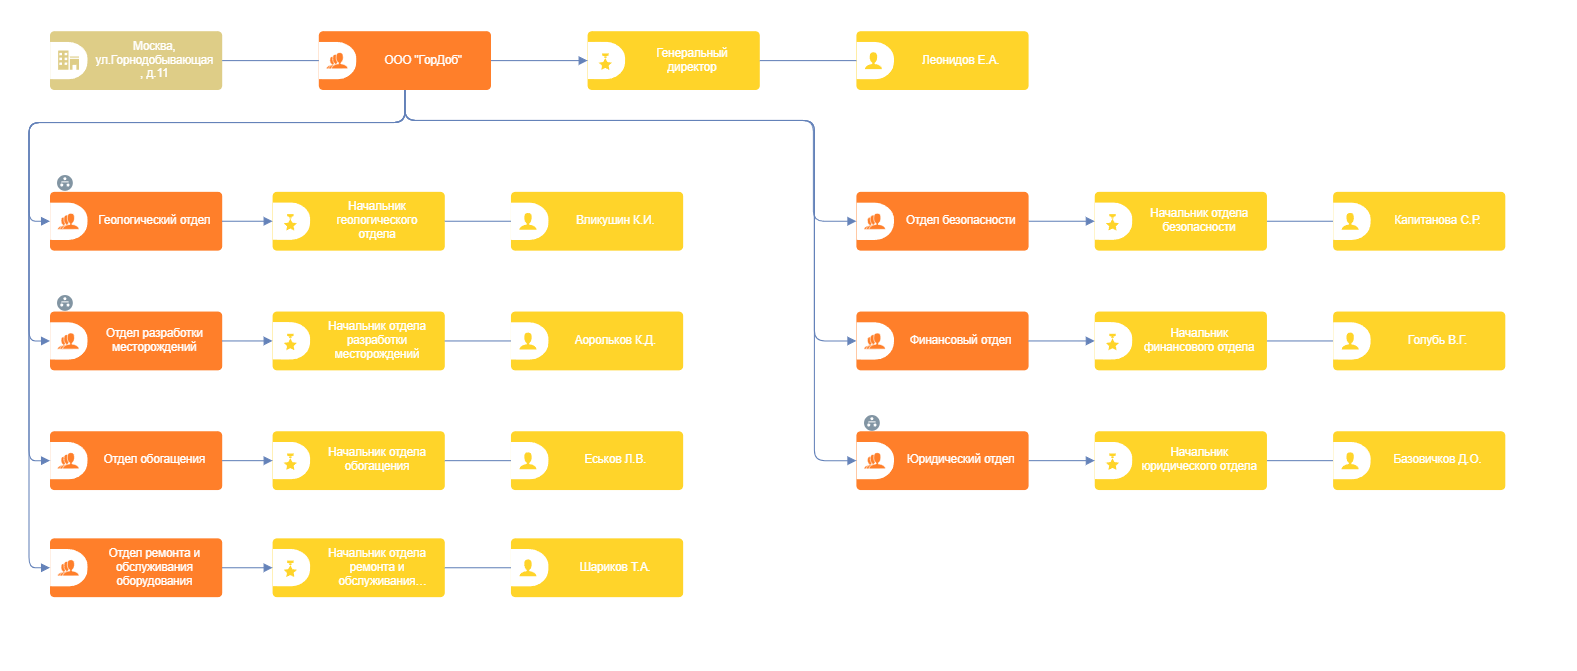 Москва,
ул.Горнодобывающая
, д.11
ООО "ГорДоб"
Генеральный
директор
Леонидов Е.А.
Геологический отдел
Начальник
геологического
отдела
Вликушин К.И.
Отдел безопасности
Начальник отдела
безопасности
Капитанова С.Р.
Отдел разработки
месторождений
Начальник отдела
разработки
месторождений
Аорольков К.Д.
Финансовый отдел
Начальник
финансового отдела
Голубь В.Г.
Отдел обогащения
Начальник отдела
обогащения
Еськов Л.В.
Юридический отдел
Начальник
юридического отдела
Базовичков Д.О.
Отдел ремонта и
обслуживания
оборудования
Начальник отдела
ремонта и
обслуживания...
Шариков Т.А.